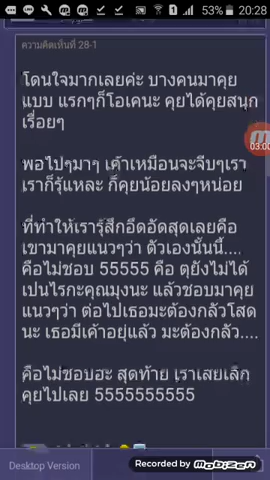 53% 20:28
ความคิดเห็นที่ 28-1
โดนใจมากเลยค่ะ บางคนมาคุย
แบบ แรกๆก็โอเคนะ คุยได้คุยสนุก
เรื่อยๆ
03:00
พอไปๆมาๆ เค้าเหมือนจะจีบๆเรา
เราก็รู้แหละ ก็คุยน้อยลงๆหน่อย
ที่ทำให้เรารู้สึกอึดอัดสุดเลยคือ
เขามาคุยแนวๆว่า ตัวเองนั้นนี้....
คือไม่ชอบ 55555 คือ ตุยังไม่ได้
เปนไรกะคุณมุงนะ แล้วชอบมาคุย
แนวๆว่า ต่อไปเธอมะต้องกลัวโสด
นะ เธอมีเค้าอยู่แล้ว มะต้องกลัว....
คือไม่ชอบอะ สุดท้าย เราเลยเลิก
คุยไปเลย 5555555555
Desktop Version
Recorded by Mobizen